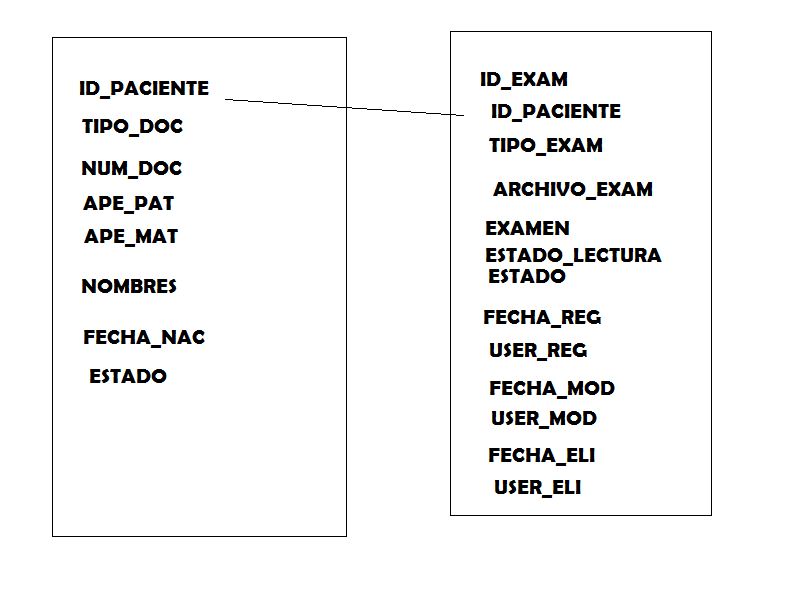 ID_PACIENTE
TIPO_DOC
NUM_DOC
APE_PAT
APE_MAT
NOMBRES
FECHA_NAC
ESTADO
ID_EXAM
ID_PACIENTE
TIPO_EXAM
ARCHIVO_EXAM
EXAMEN
ESTADO_LECTURA
ESTADO
FECHA_REG
USER_REG
FECHA_MOD
USER_MOD
FECHA_ELI
USER_ELI